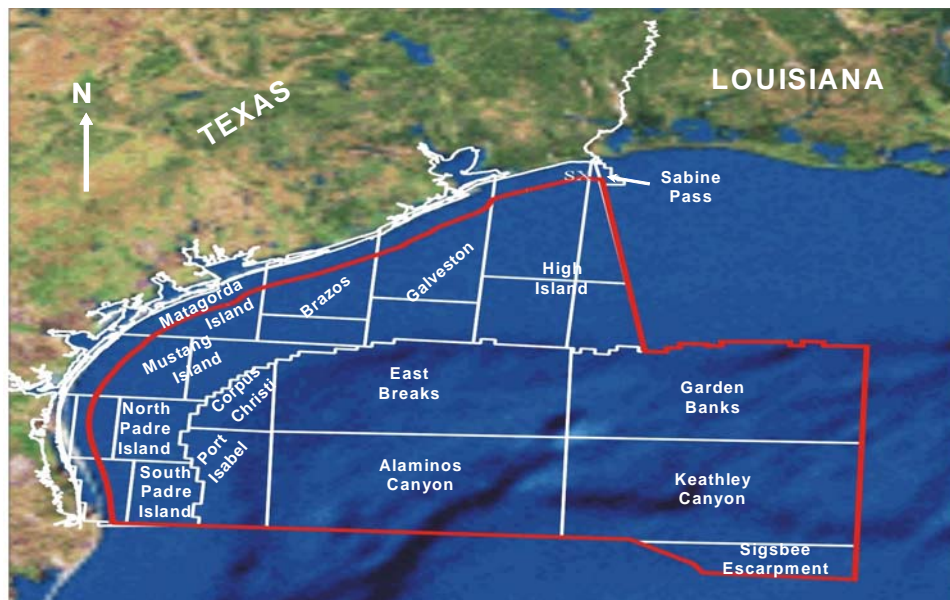 LOUISIANA
TEXAS
N
SX
Sabine
Pass
Matagorda
Island
Brazos
Galveston
High
Island
Mustang
Island
Corpus
Christi
East
Breaks
Garden
Banks
North
Padre
Island
Port
Isabel
South
Padre
Island
Alaminos
Canyon
Keathley
Canyon
Sigsbee
Escarpment